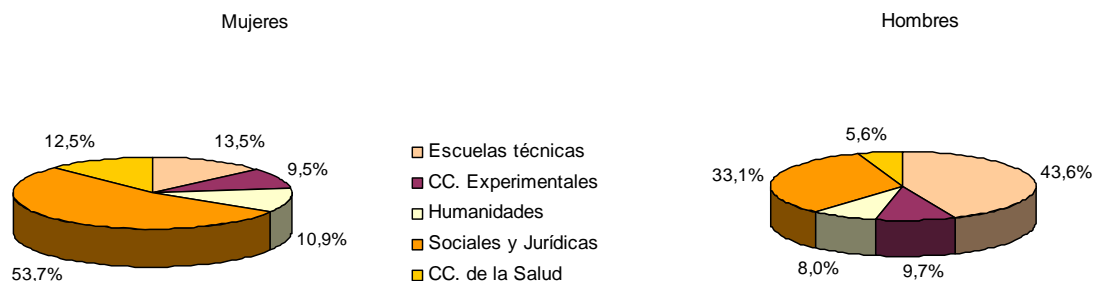 Mujeres
12,5%
13,5%
9,5%
10,9%
53,7%
Escuelas técnicas
CC. Experimentales
Humanidades
Sociales y Jurídicas
CC. de la Salud
Hombres
5,6%
33,1%
43,6%
8,0%
9,7%